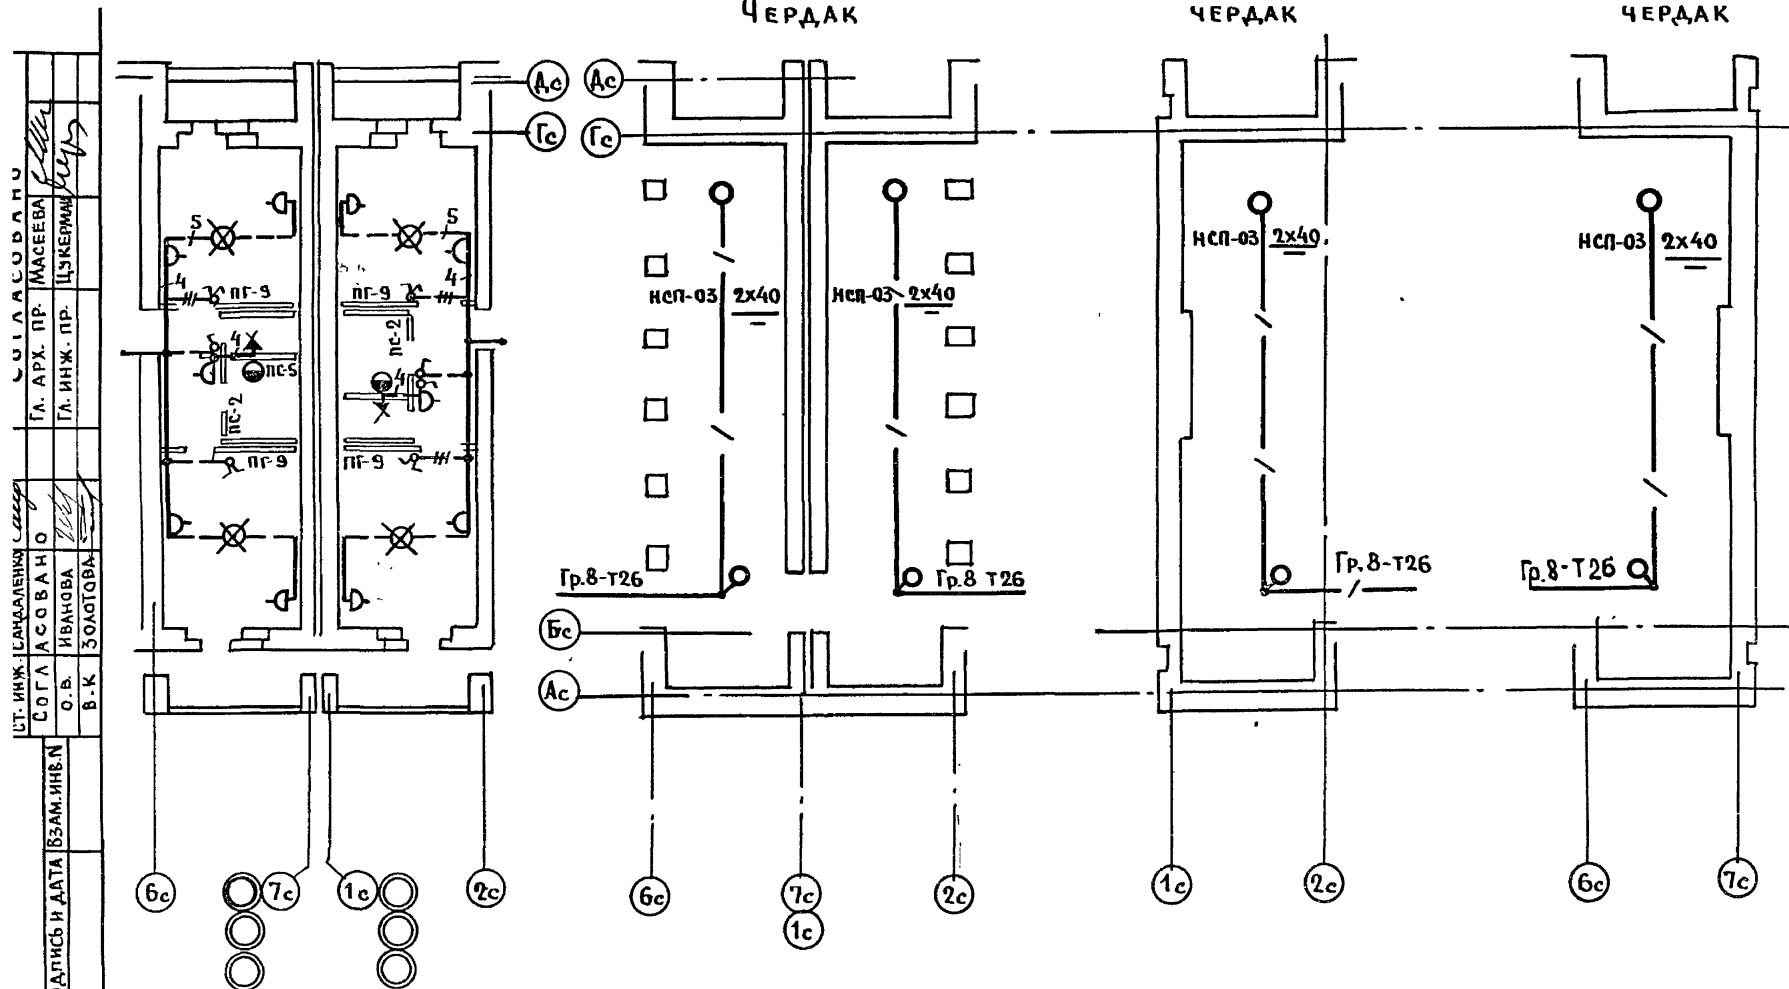 ЧЕРДАК
ЧЕРДАК
ЧЕРДАК
Дс
Гс
Дс
Гс
5
5
4
4
ПГ-9
ПГ-9
ПС-2
4
ПС-5
4
ПС-2
ПГ-9
ПГ-9
НСП-03 2х40
НСП-03 2х40
НСП-03 2х40
НСП-03 2х40
Гр.8-Т26
Гр.8 Т26
Гр.8-Т26
Гр.8-Т26
Бс
Ас
6с
7с
1с
2с
6с
7с
1с
2с
1с
2с
6с
7с
СОГЛАСОВАНО
ГЛ. АРХ. ПР. МАСЕЕВА
ГЛ. ИНЖ. ПР. ЦУКЕРМАН
СТ. ИНЖ. САНДАЛЕНКО
СОГЛАСОВАНО
О.В. ИВАНОВА
В-К ЗОЛОТОВА
ВЗАМ.ИНВ.N
ДПИСЬ И ДАТА